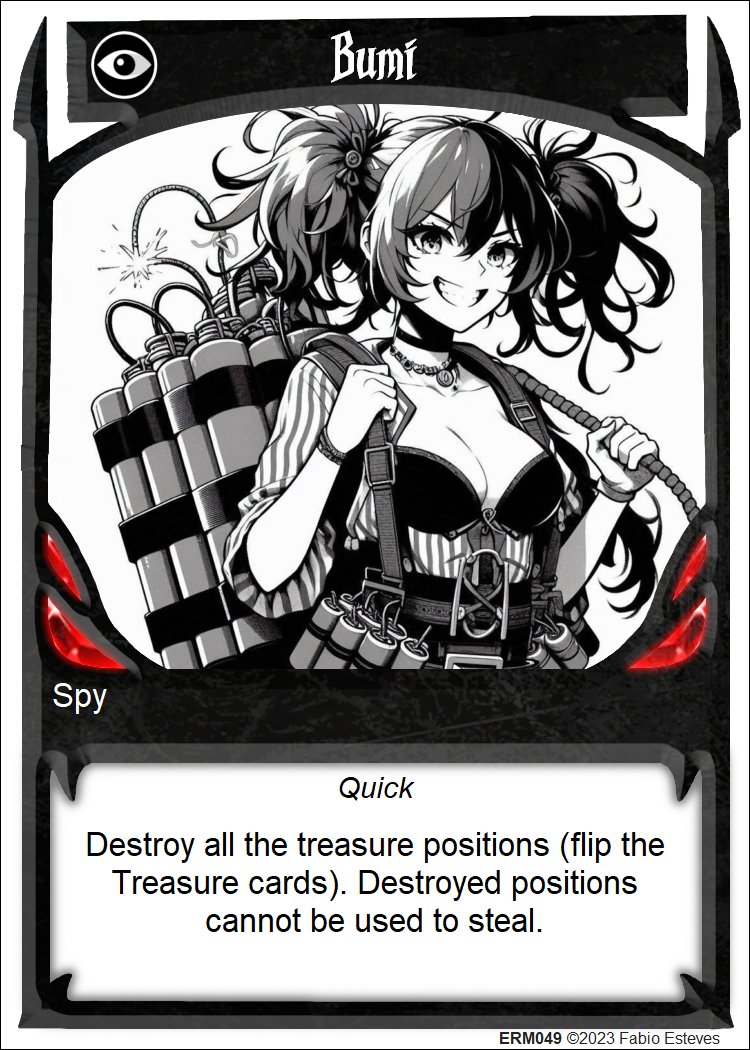 Bumi
Spy
Quick
Destroy all the treasure positions (flip the
Treasure cards). Destroyed positions
cannot be used to steal.
ERM049 ©2023 Fabio Esteves